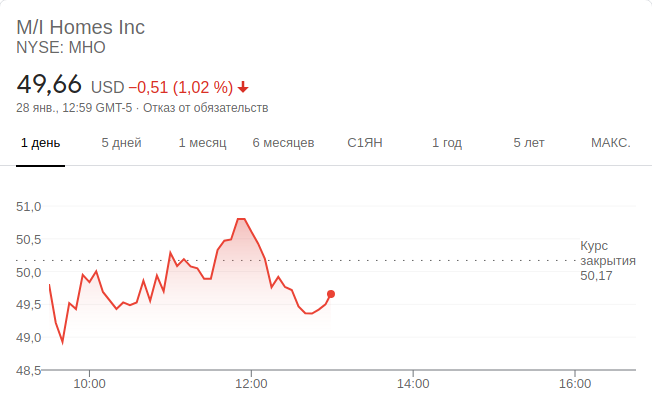 M/I Homes Inc
NYSE: MHO
49,66 USD −0,51 (1,02 %)
28 янв., 12:59 GMT-5 · Отказ от обязательств
1 день 5 дней 1 месяц 6 месяцев С1ЯН 1 год 5 лет МАКС.
51,0
50,5
Курс
закрытия
50,17
50,0
49,5
49,0
48,5
10:00 12:00 14:00 16:00